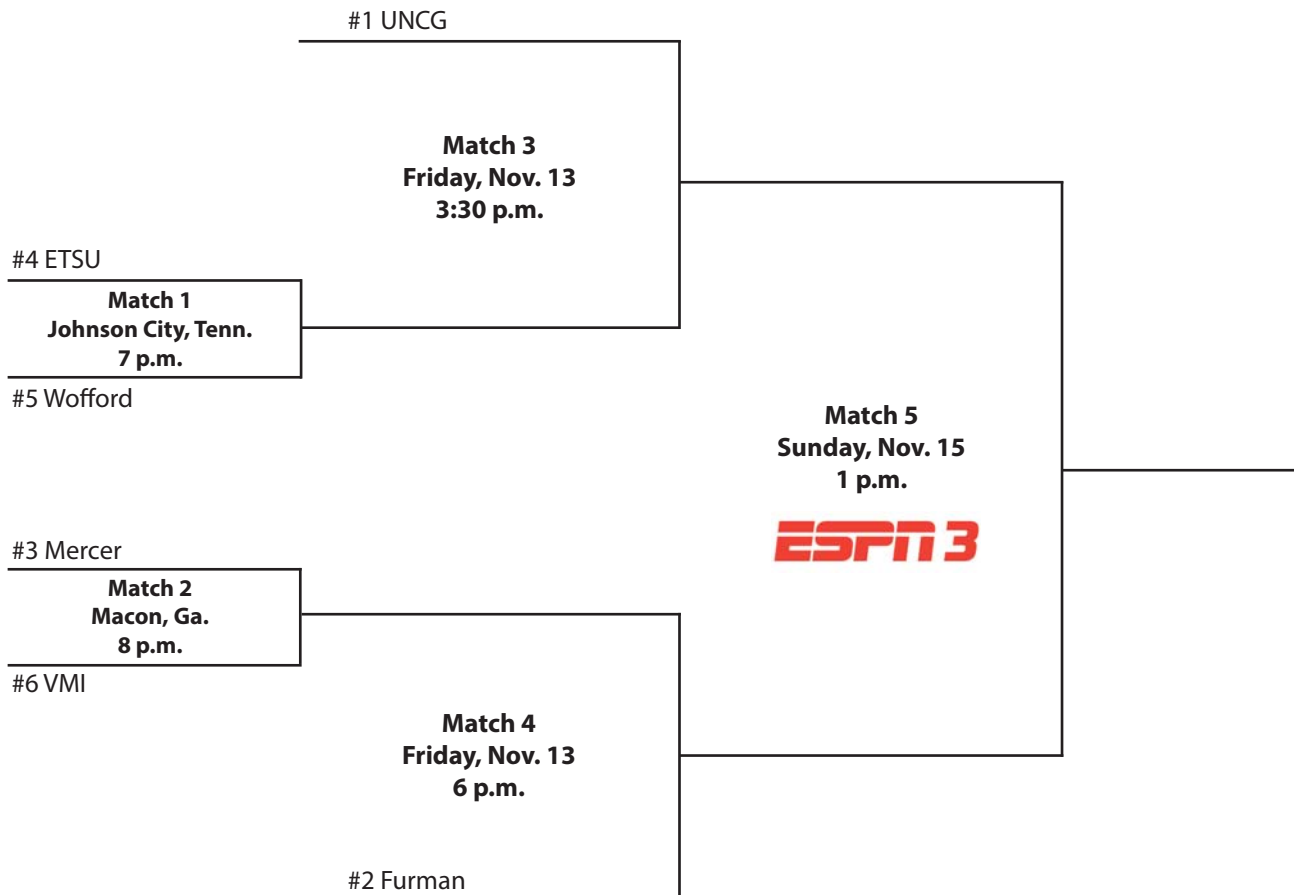 #1 UNCG
Match 3
Friday, Nov. 13
3:30 p.m.
#4 ETSU
Match 1
Johnson City, Tenn.
7 p.m.
#5 Wofford
Match 5
Sunday, Nov. 15
1 p.m.
ESPN 3
#3 Mercer
Match 2
Macon, Ga.
8 p.m.
#6 VMI
Match 4
Friday, Nov. 13
6 p.m.
#2 Furman